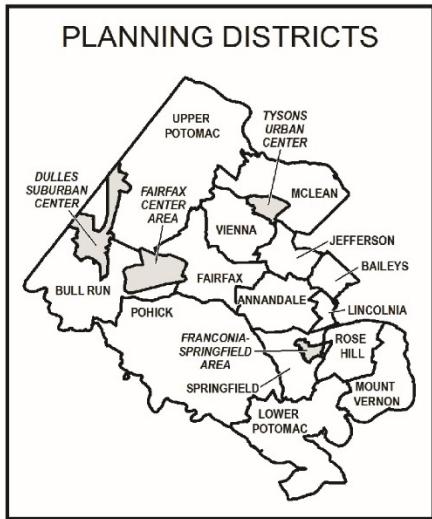 PLANNING DISTRICTS
UPPER
POTOMAC
TYSONS
URBAN
CENTER
DULLES
SUBURBAN
CENTER
FAIRFAX
CENTER
AREA
MCLEAN
VIENNA
JEFFERSON
BAILEYS
FAIRFAX
BULL RUN
ANNANDALE
POHICK
LINCOLNIA
FRANCONIA-
SPRINGFIELD
AREA
ROSE
HILL
SPRINGFIELD
MOUNT
VERNON
LOWER
POTOMAC